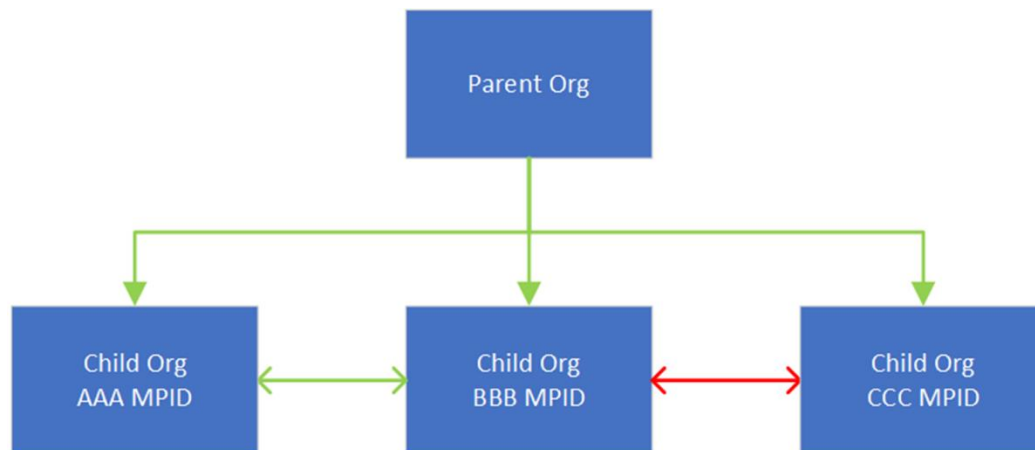 Parent Org
Child Org
AAA MPID
Child Org
BBB MPID
Child Org
CCC MPID